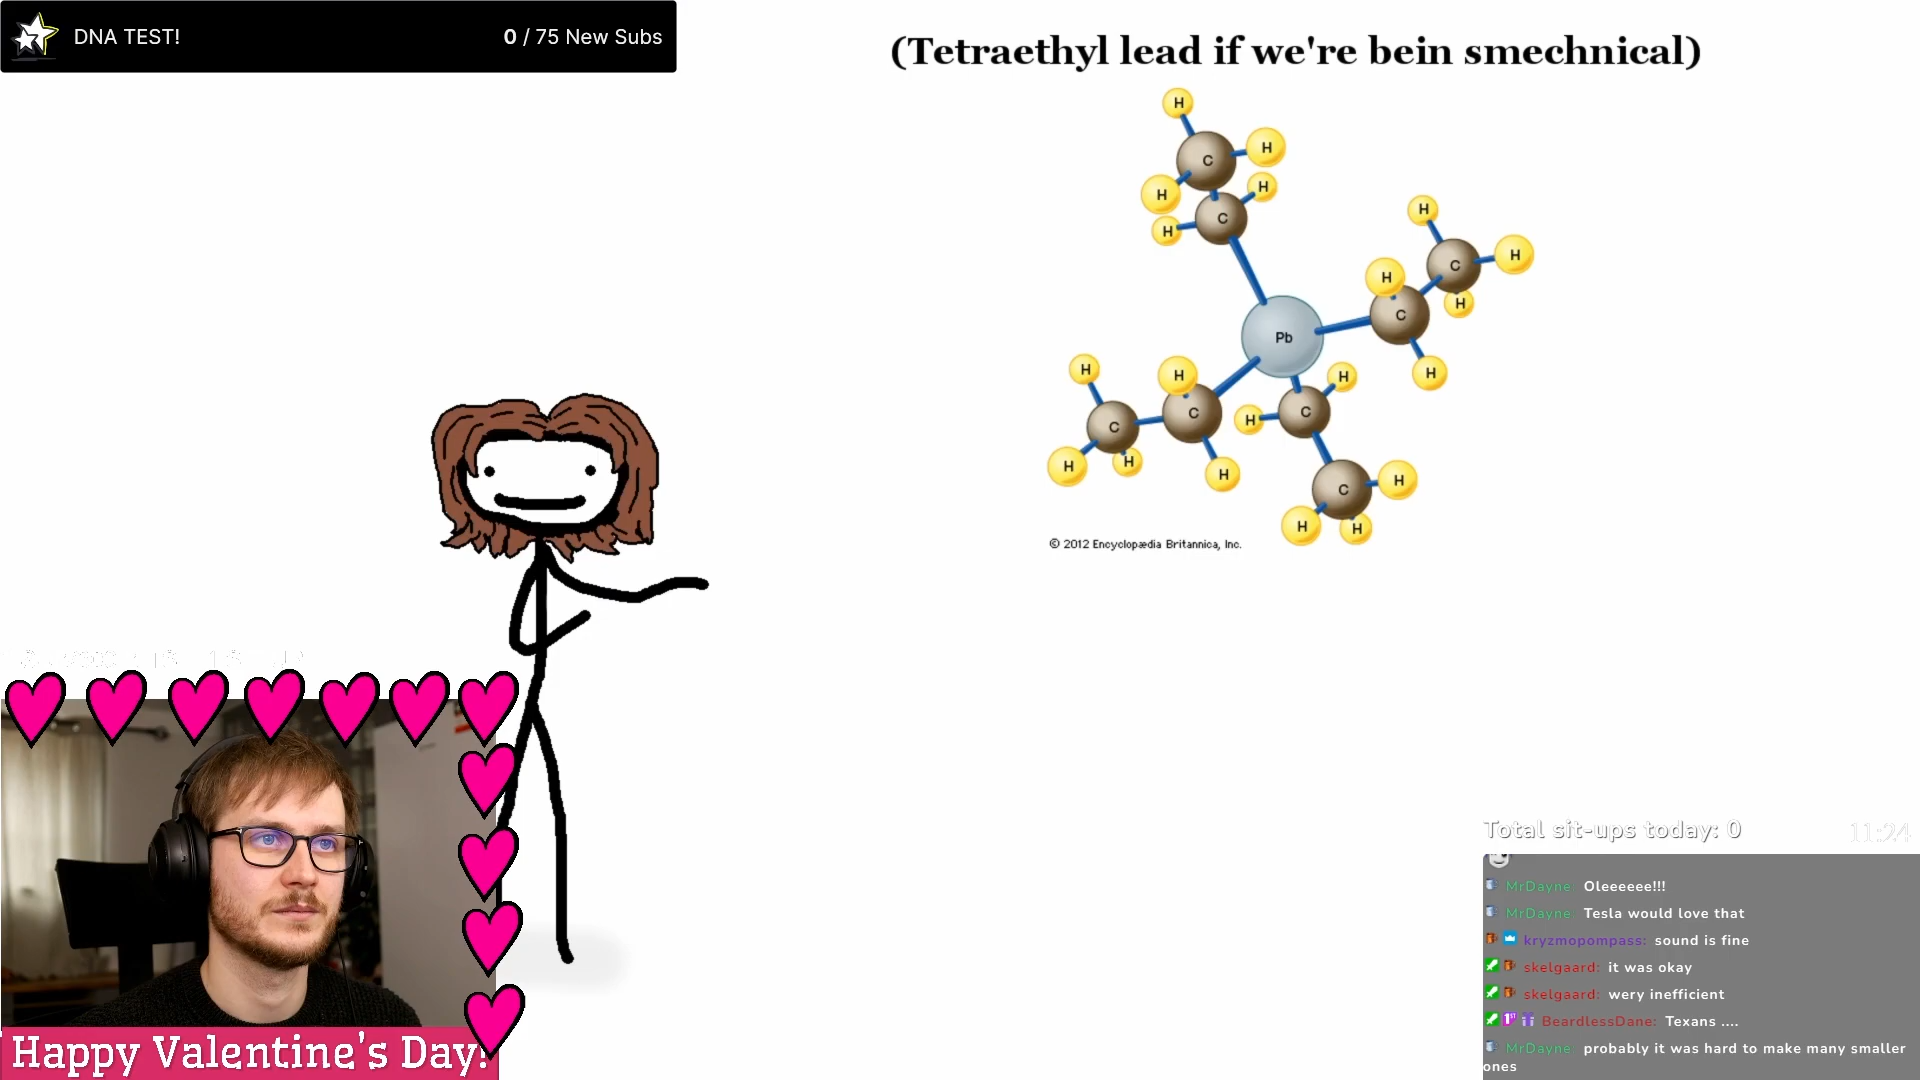 DNA TEST!
0 / 75 New Subs
(Tetraethyl lead if we're bein smechnical)
H
C
H
H
H
C
H
H
C
H
H
C
H
H
Pb
H
H
H
H
C
C
H
C
H
H
H
C
H
H
H
© 2012 Encyclopædia Britannica, Inc.
Total sit-ups today: 0
11:24
MrDayne: Oleeeeee!!!
MrDayne: Tesla would love that
kryzmopompass: sound is fine
skelgaard: it was okay
skelgaard: wery inefficient
BeardlessDane: Texans ....
MrDayne: probably it was hard to make many smaller
ones
Happy Valentine's Day!